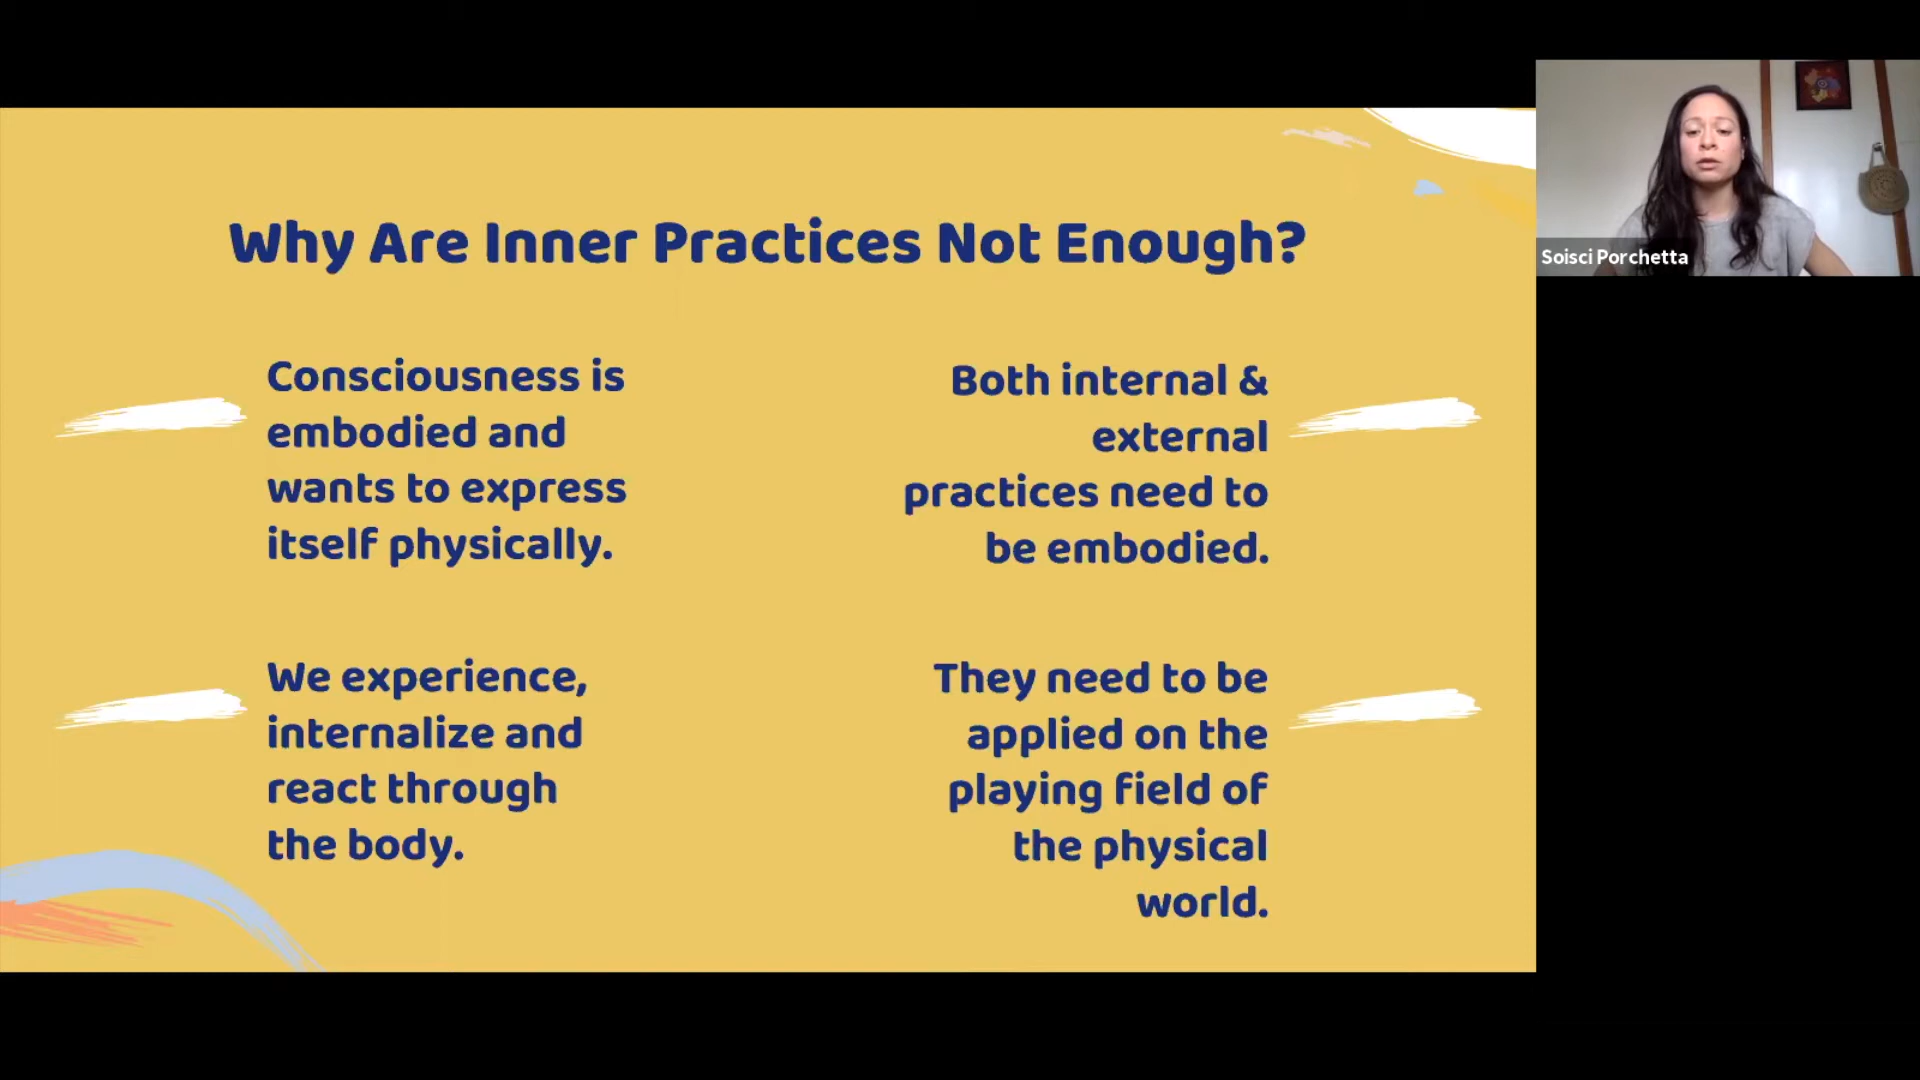 Why Are Inner Practices Not Enough?
Consciousness is
embodied and
wants to express
itself physically.
We experience,
internalize and
react through
the body.
Both internal &
external
practices need to
be embodied.
They need to be
applied on the
playing field of
the physical
world.
Soisci Porchetta